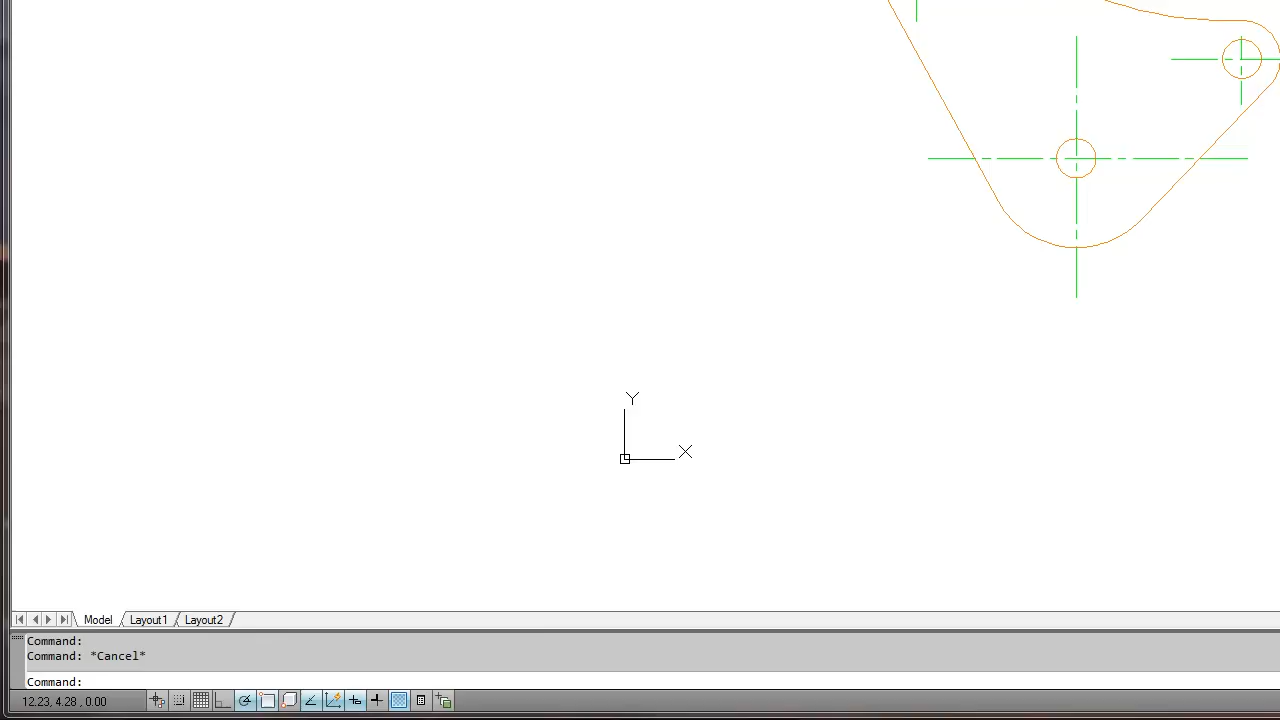 Y
X
Model Layout1 Layout2
Command:
Command: *Cancel*
Command:
12.23, 4.28 , 0.00